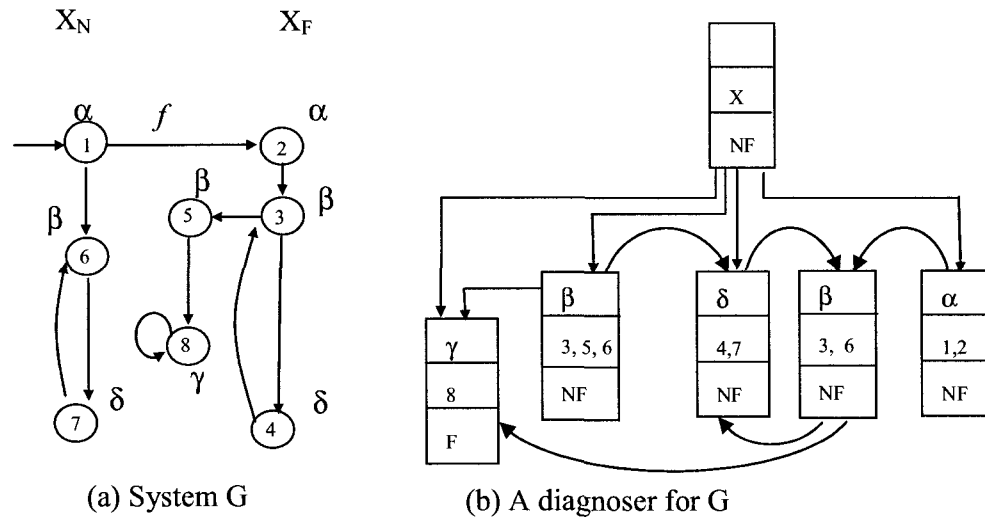 X_N X_F
α f α
1 2
β β β
5 3
6
8
γ
δ δ
7 4
(a) System G
X
NF
β δ β α
γ 3, 5, 6 4,7 3, 6 1,2
8 NF NF NF NF
F
(b) A diagnoser for G